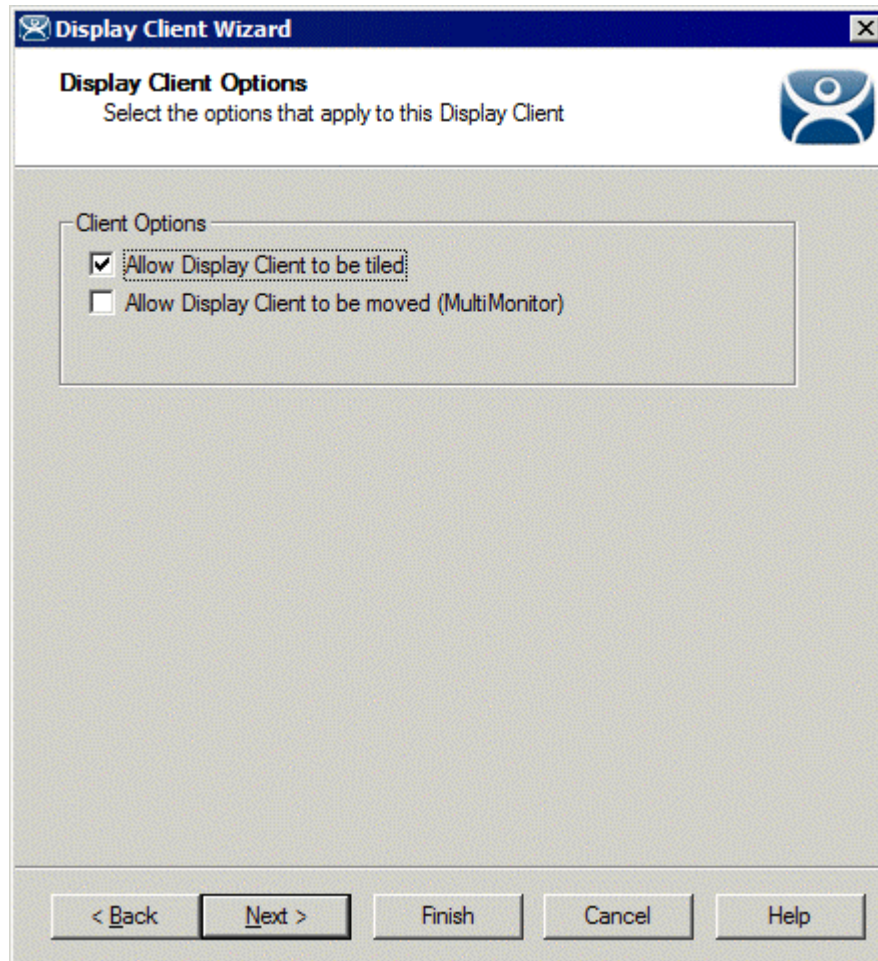 Display Client Wizard
Display Client Options
Select the options that apply to this Display Client
Client Options
Allow Display Client to be tiled
Allow Display Client to be moved (MultiMonitor)
< Back Next > Finish Cancel Help